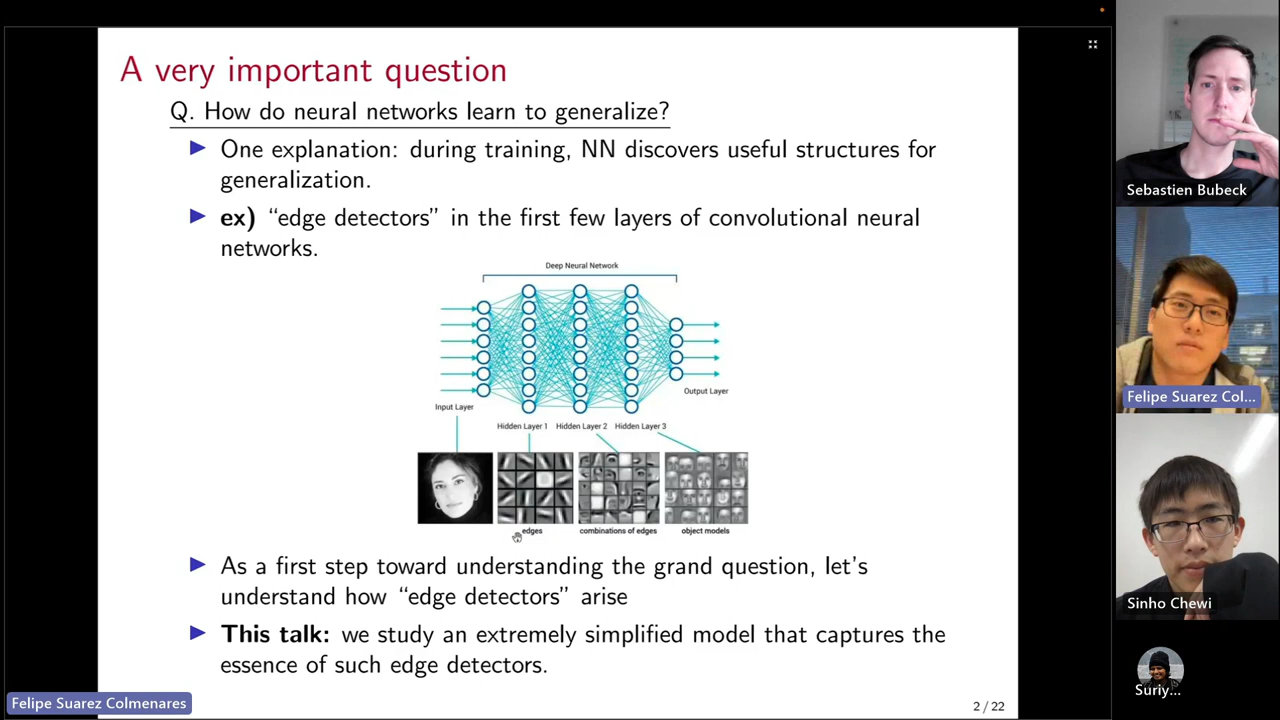 A very important question
Q. How do neural networks learn to generalize?
One explanation: during training, NN discovers useful structures for
generalization.
ex) “edge detectors” in the first few layers of convolutional neural
networks.
Deep Neural Network
Input Layer
Output Layer
Hidden Layer 1 Hidden Layer 2 Hidden Layer 3
edges combinations of edges object models
As a first step toward understanding the grand question, let’s
understand how “edge detectors” arise
This talk: we study an extremely simplified model that captures the
essence of such edge detectors.
2 / 22
Felipe Suarez Colmenares
Sebastien Bubeck
Felipe Suarez Col...
Sinho Chewi
Suriy...